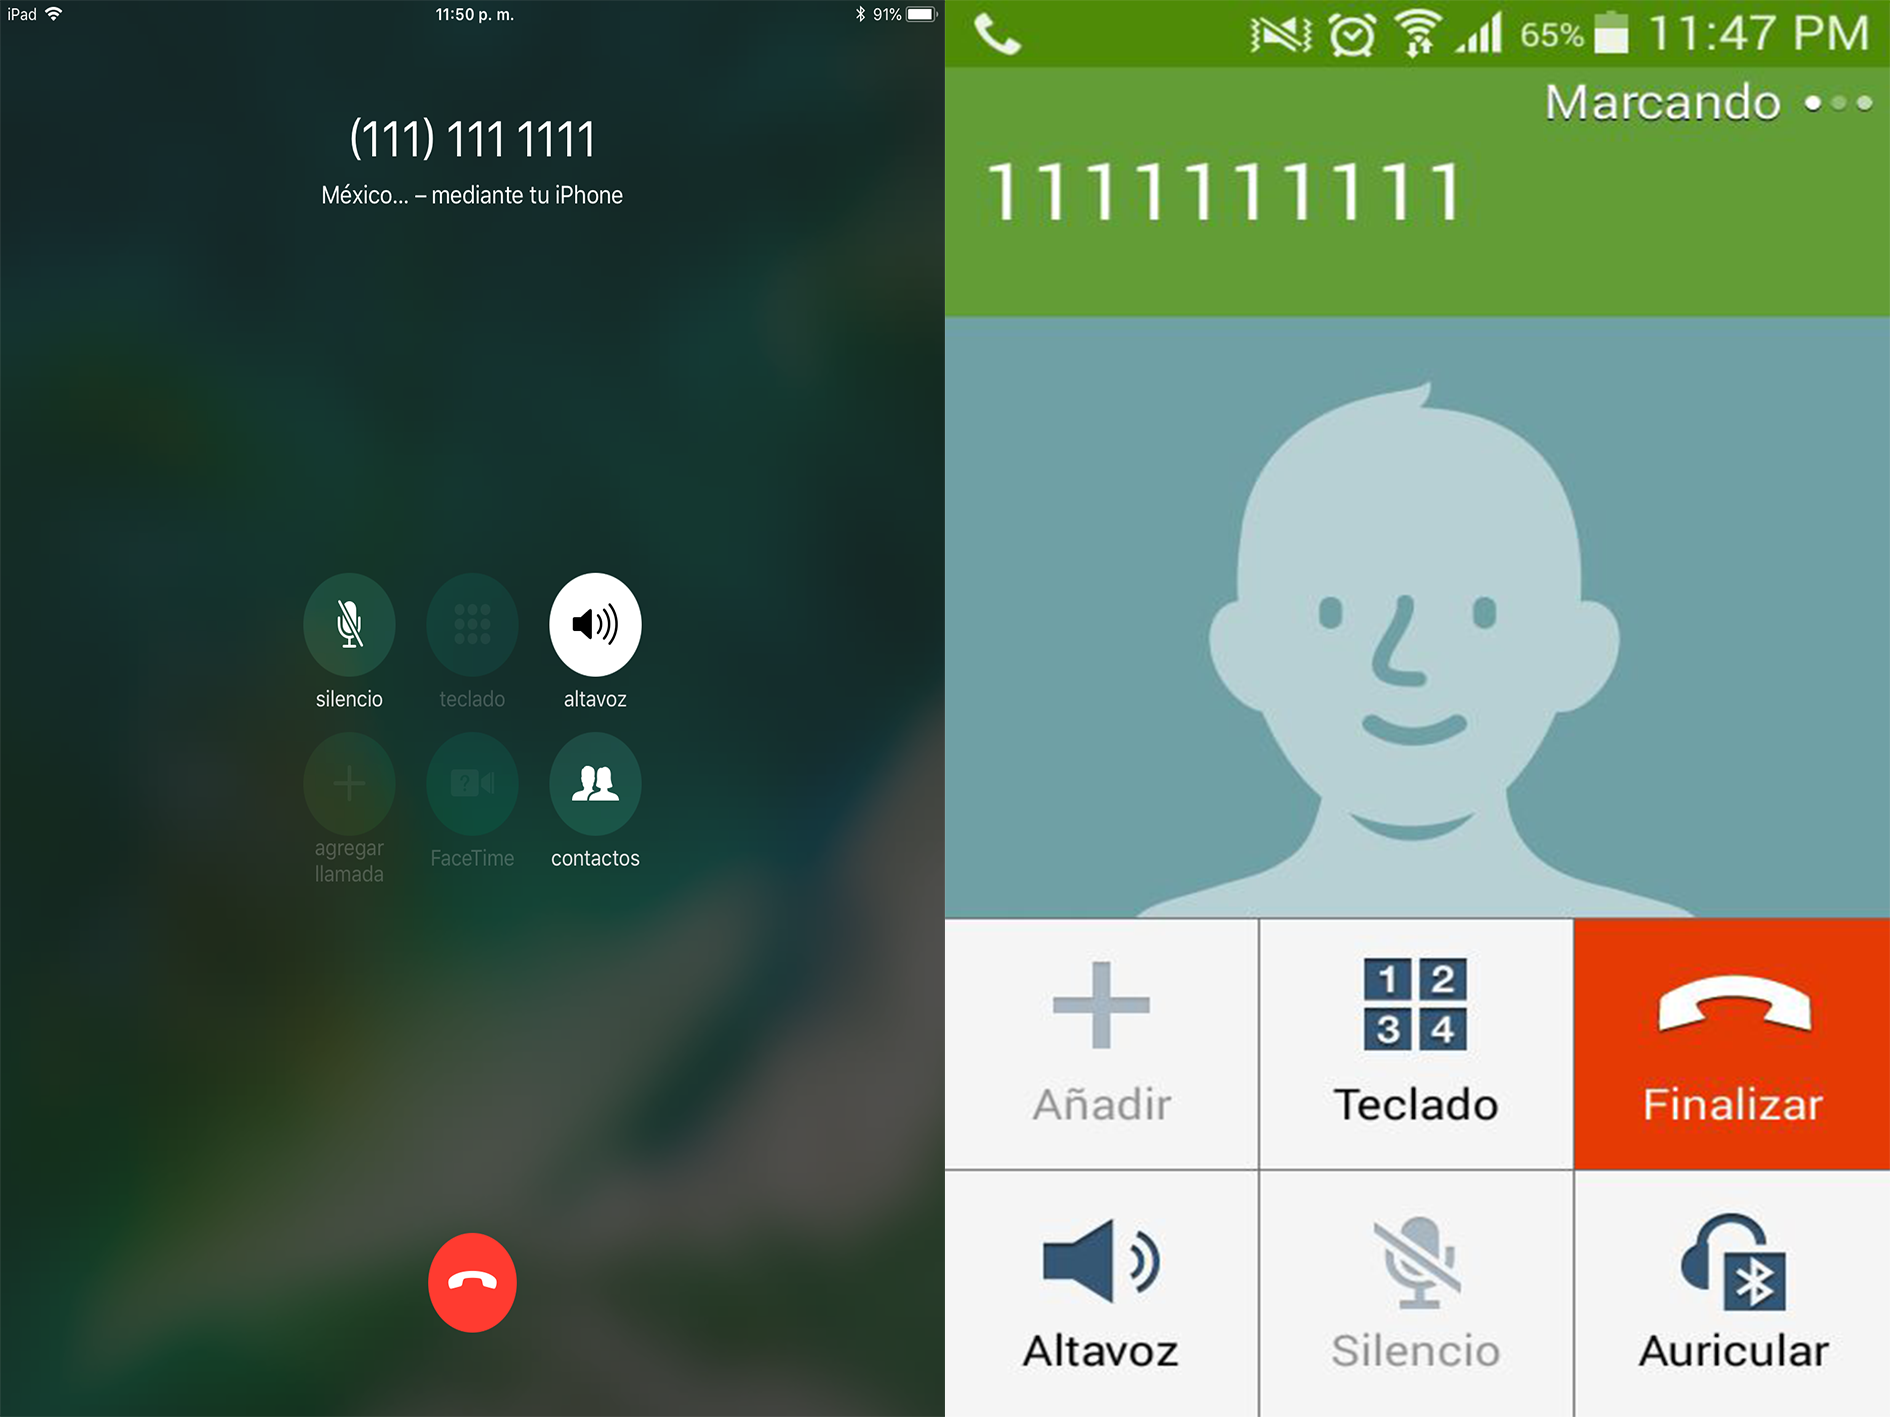 iPad 11:50 p. m. 91%
(111) 111 1111
México... – mediante tu iPhone
silencio teclado altavoz
agregar llamada FaceTime contactos
65% 11:47 PM
Marcando
1111111111
Añadir
1 2
3 4
Teclado
Finalizar
Altavoz
Silencio
Auricular